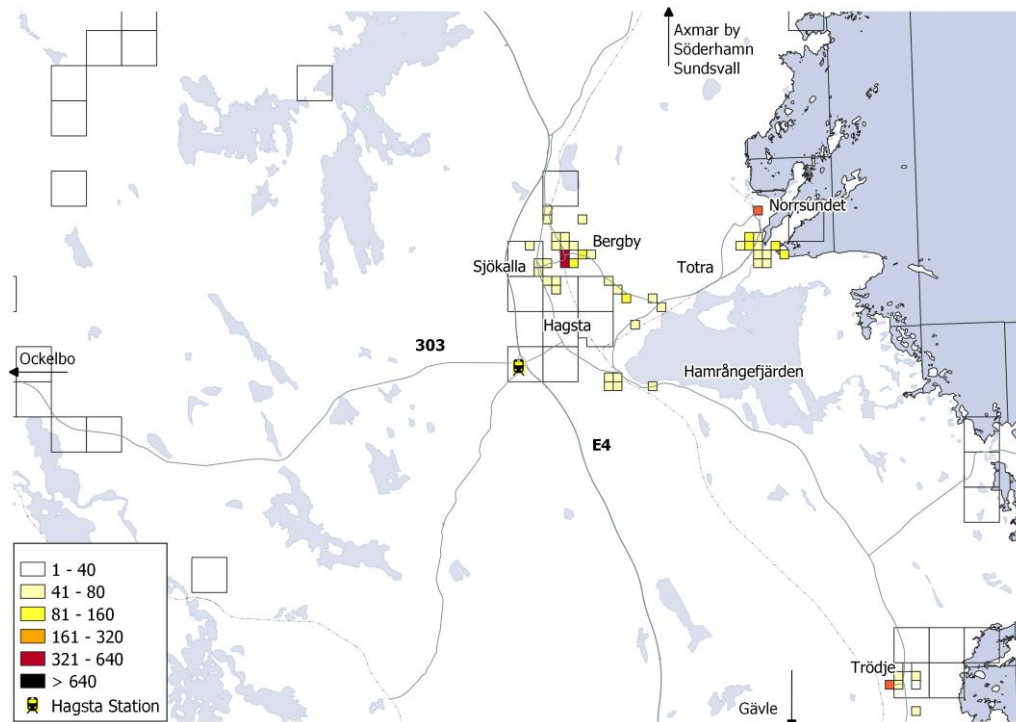 Axmar by
Söderhamn
Sundsvall
Norrsundet
Bergby
Sjökalla
Totra
Hagsta
303
Ockelbo
Hamrångefjärden
E4
1 - 40
41 - 80
81 - 160
161 - 320
321 - 640
> 640
Hagsta Station
Trödje
Gävle